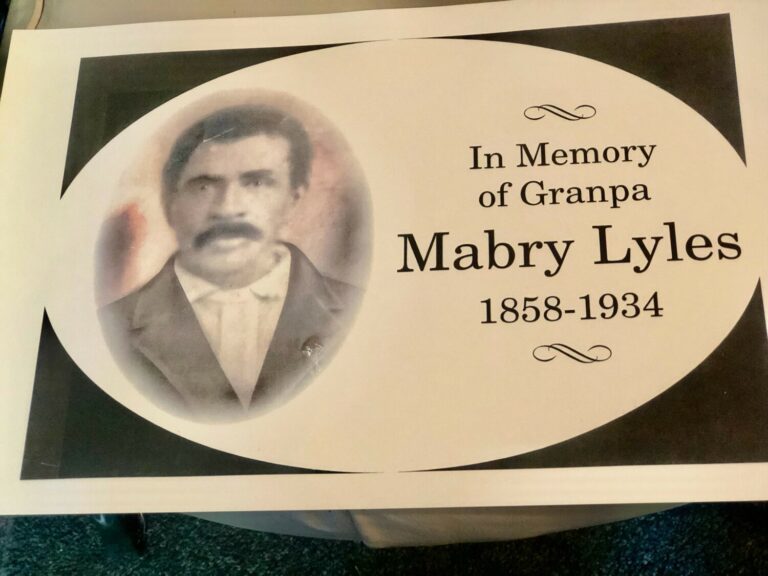 In Memory
of Granpa
Mabry Lyles
1858-1934